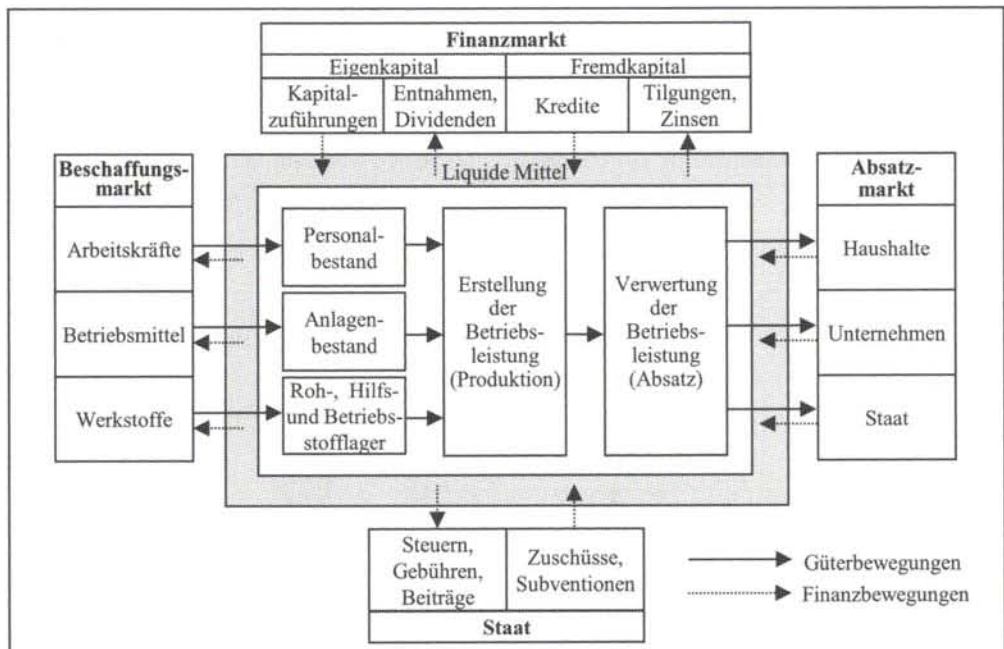 Finanzmarkt
Eigenkapital
Fremdkapital
Kapital-
zuführungen
Entnahmen,
Dividenden
Kredite
Tilgungen,
Zinsen
Beschaffungs-
markt
Arbeitskräfte
Betriebsmittel
Werkstoffe
Liquide Mittel
Personal-
bestand
Anlagen-
bestand
Roh-, Hilfs-
und Betriebs-
stofflager
Erstellung
der
Betriebs-
leistung
(Produktion)
Verwertung
der
Betriebs-
leistung
(Absatz)
Absatz-
markt
Haushalte
Unternehmen
Staat
Steuern,
Gebühren,
Beiträge
Zuschüsse,
Subventionen
Staat
Güterbewegungen
Finanzbewegungen